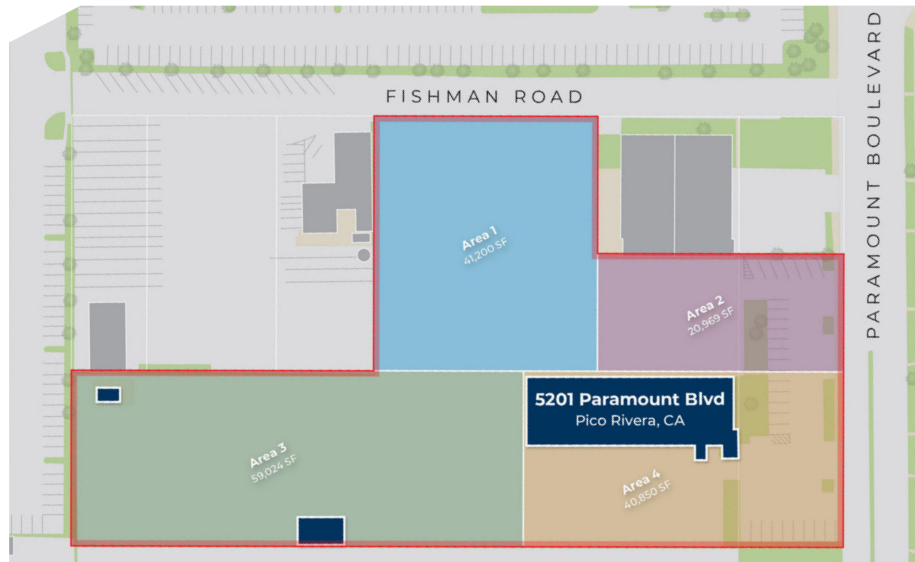 FISHMAN ROAD
PARAMOUNT BOULEVARD
Area 1
41,200 SF
Area 2
20,969 SF
5201 Paramount Blvd
Pico Rivera, CA
Area 3
59,024 SF
Area 4
40,850 SF